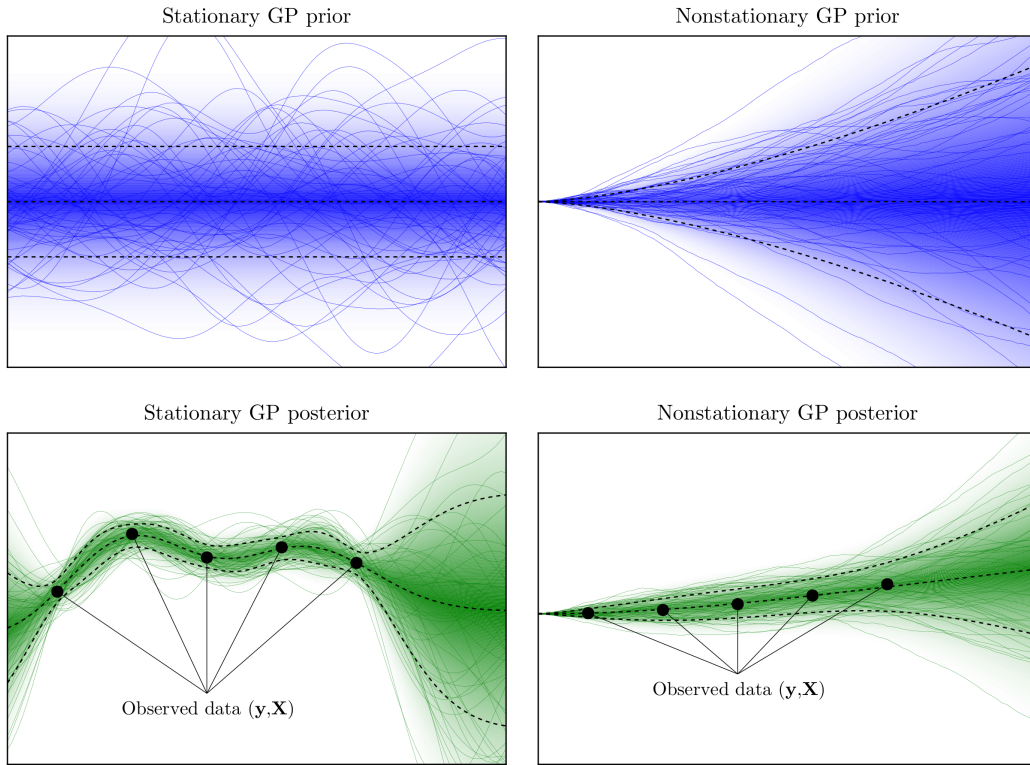 Stationary GP prior
Nonstationary GP prior
Stationary GP posterior
Nonstationary GP posterior
Observed data (y,X)
Observed data (y,X)